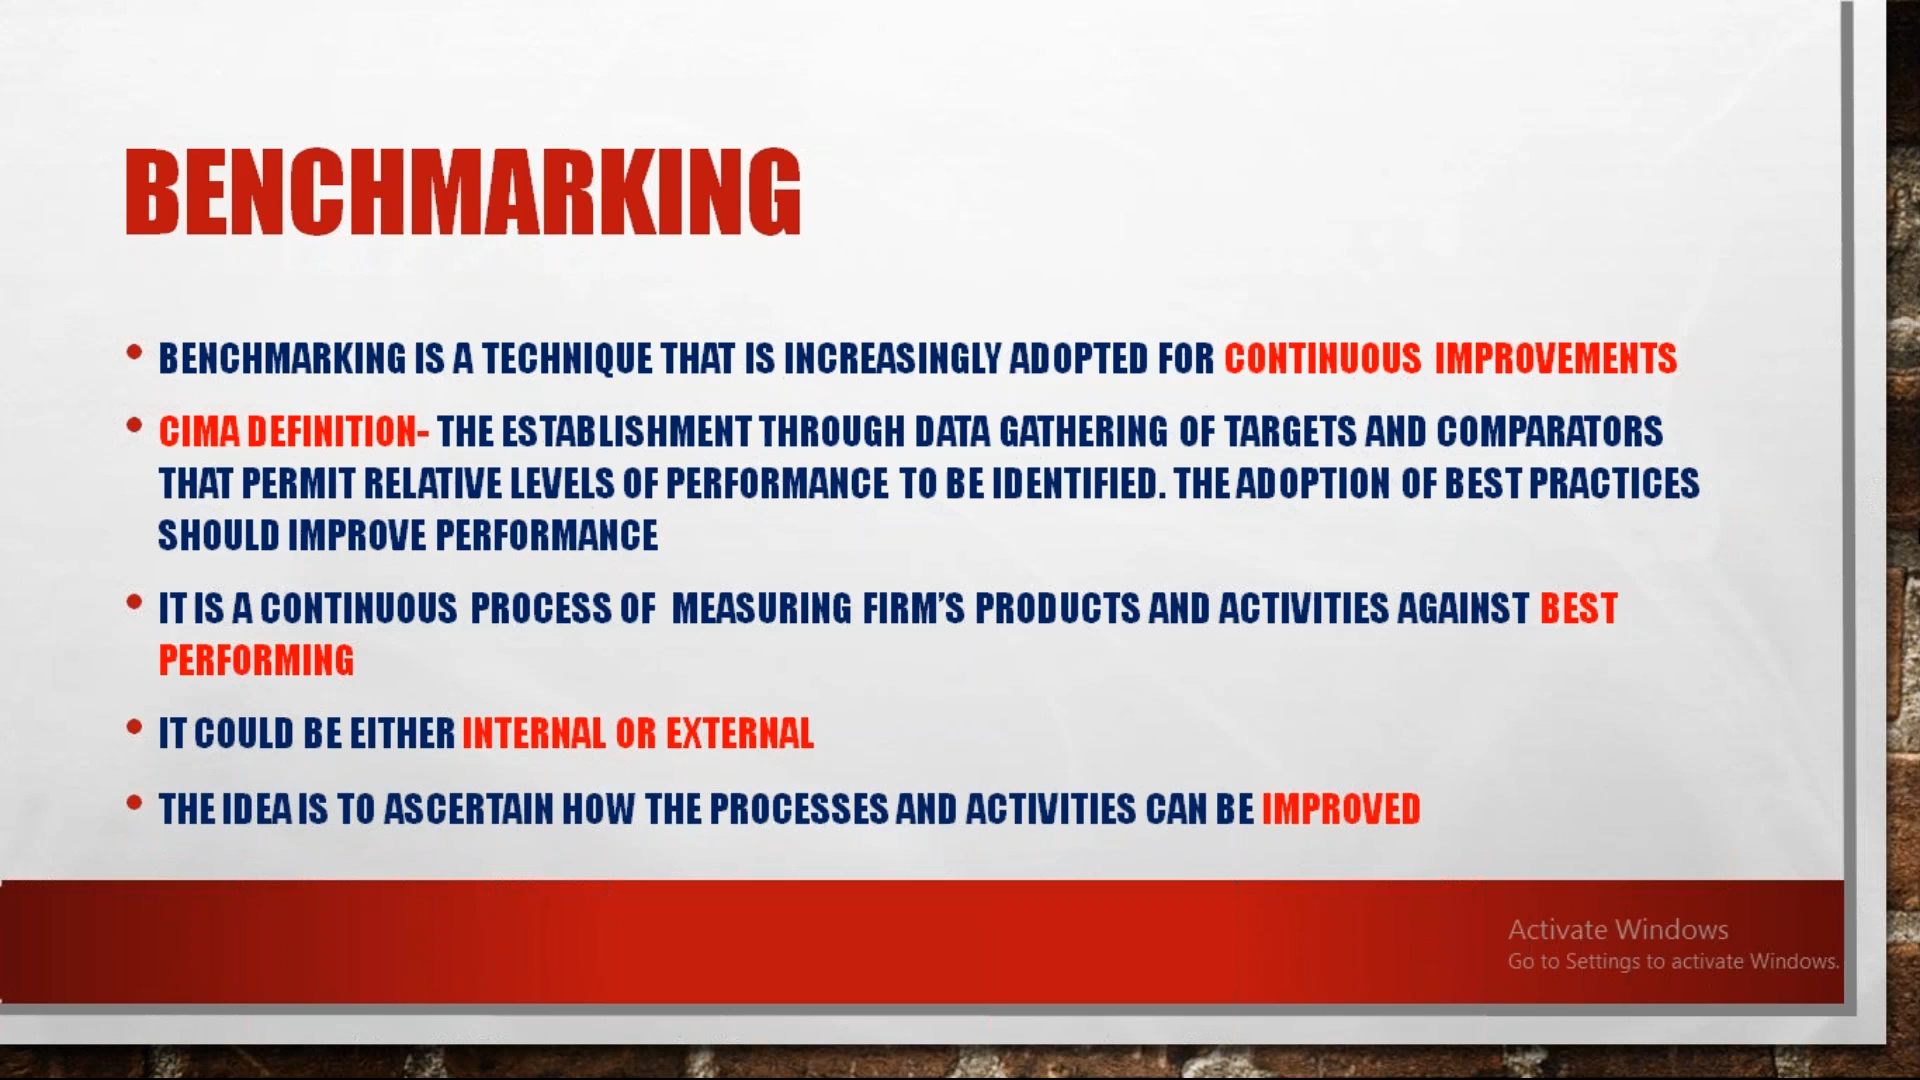 BENCHMARKING
• BENCHMARKING IS A TECHNIQUE THAT IS INCREASINGLY ADOPTED FOR CONTINUOUS IMPROVEMENTS
• CIMA DEFINITION- THE ESTABLISHMENT THROUGH DATA GATHERING OF TARGETS AND COMPARATORS
THAT PERMIT RELATIVE LEVELS OF PERFORMANCE TO BE IDENTIFIED. THE ADOPTION OF BEST PRACTICES
SHOULD IMPROVE PERFORMANCE
• IT IS A CONTINUOUS PROCESS OF MEASURING FIRM’S PRODUCTS AND ACTIVITIES AGAINST BEST
PERFORMING
• IT COULD BE EITHER INTERNAL OR EXTERNAL
• THE IDEA IS TO ASCERTAIN HOW THE PROCESSES AND ACTIVITIES CAN BE IMPROVED
Activate Windows
Go to Settings to activate Windows.